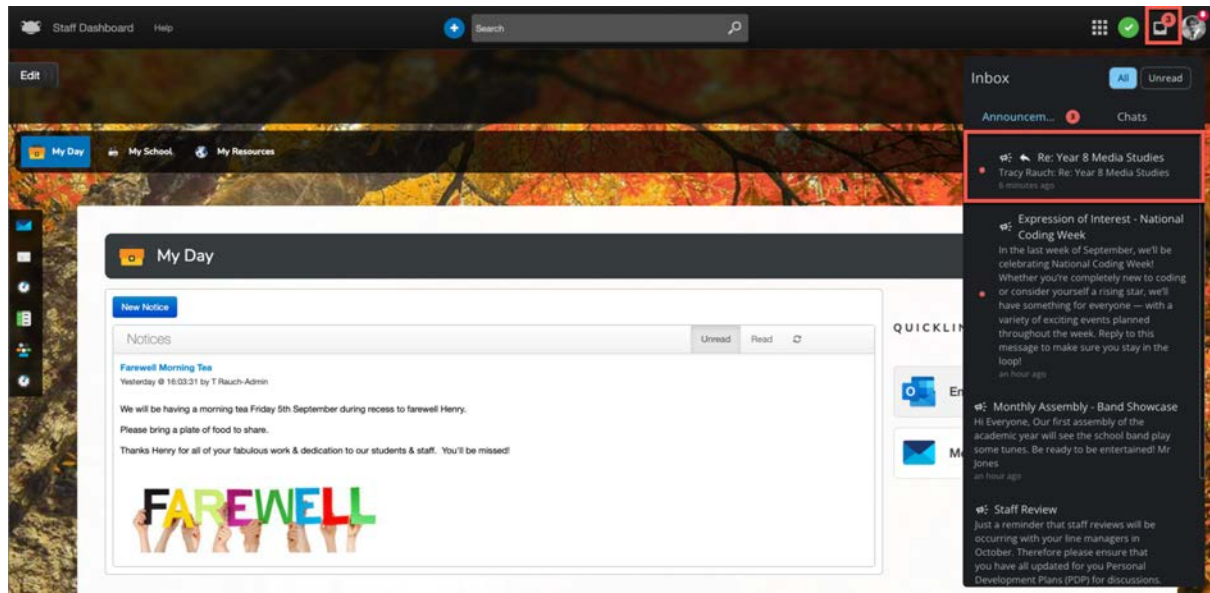 Staff Dashboard Help
Search
3
Edit
My Day My School My Resources
My Day
New Notice
Notices
Unread Read
Farewell Morning Tea
Yesterday @ 16:03:31 by T Rauch-Admin
We will be having a morning tea Friday 5th September during recess to farewell Henry.
Please bring a plate of food to share.
Thanks Henry for all of your fabulous work & dedication to our students & staff. You'll be missed!
FAREWELL
QUICKLIN
En
Me
Inbox
All Unread
Announcem... 3 Chats
Re: Year 8 Media Studies
Tracy Rauch: Re: Year 8 Media Studies
6 minutes ago
Expression of Interest - National
Coding Week
In the last week of September, we'll be
celebrating National Coding Week!
Whether you're completely new to coding
or consider yourself a rising star, we'll
have something for everyone — with a
variety of exciting events planned
throughout the week. Reply to this
message to make sure you stay in the
loop!
an hour ago
Monthly Assembly - Band Showcase
Hi Everyone, Our first assembly of the
academic year will see the school band play
some tunes. Be ready to be entertained! Mr
Jones
an hour ago
Staff Review
Just a reminder that staff reviews will be
occurring with your line managers in
October. Therefore please ensure that
you have all updated for you Personal
Development Plans (PDP) for discussions.